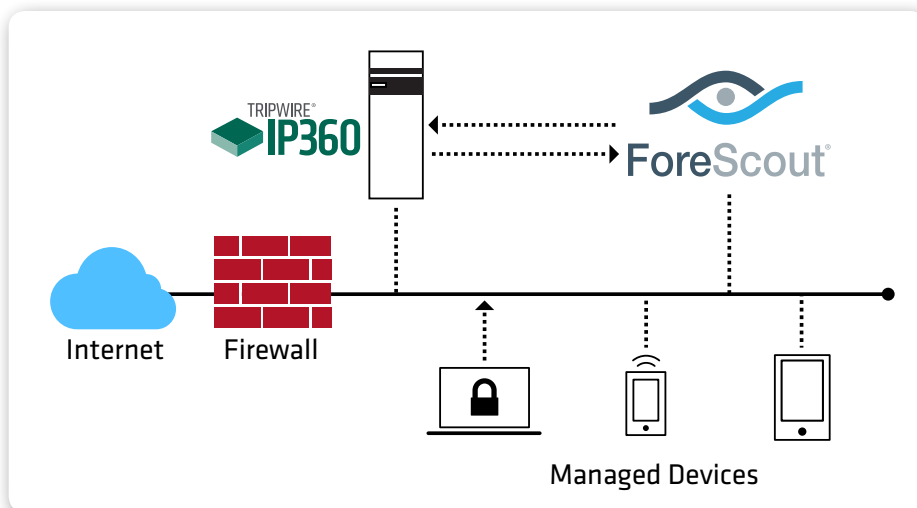 TRIPWIRE®
IP360
ForeScout®
Internet
Firewall
Managed Devices